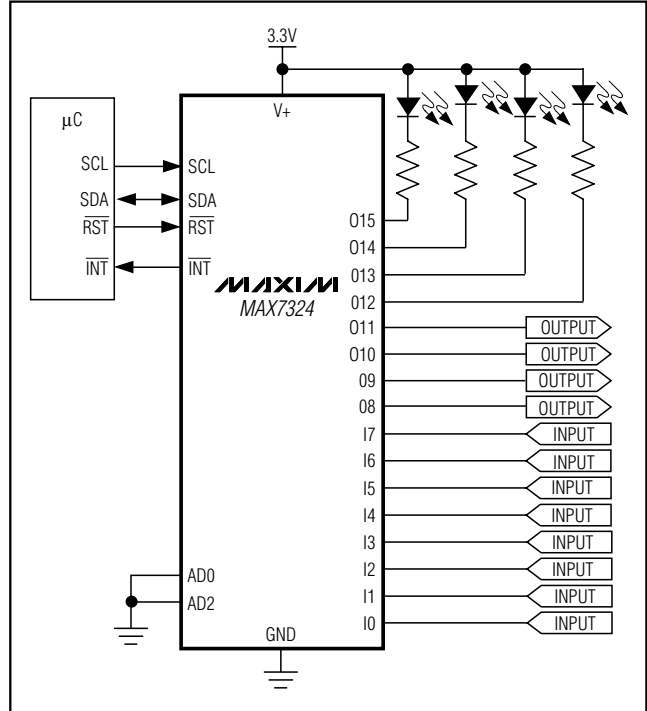 3.3V
μC
V+
SCL
SCL
SDA
SDA
RST
RST
INT
INT
MAXIM
MAX7324
O15
O14
O13
O12
O11
OUTPUT
O10
OUTPUT
O9
OUTPUT
O8
OUTPUT
I7
INPUT
I6
INPUT
I5
INPUT
I4
INPUT
I3
INPUT
I2
INPUT
I1
INPUT
I0
INPUT
AD0
AD2
GND